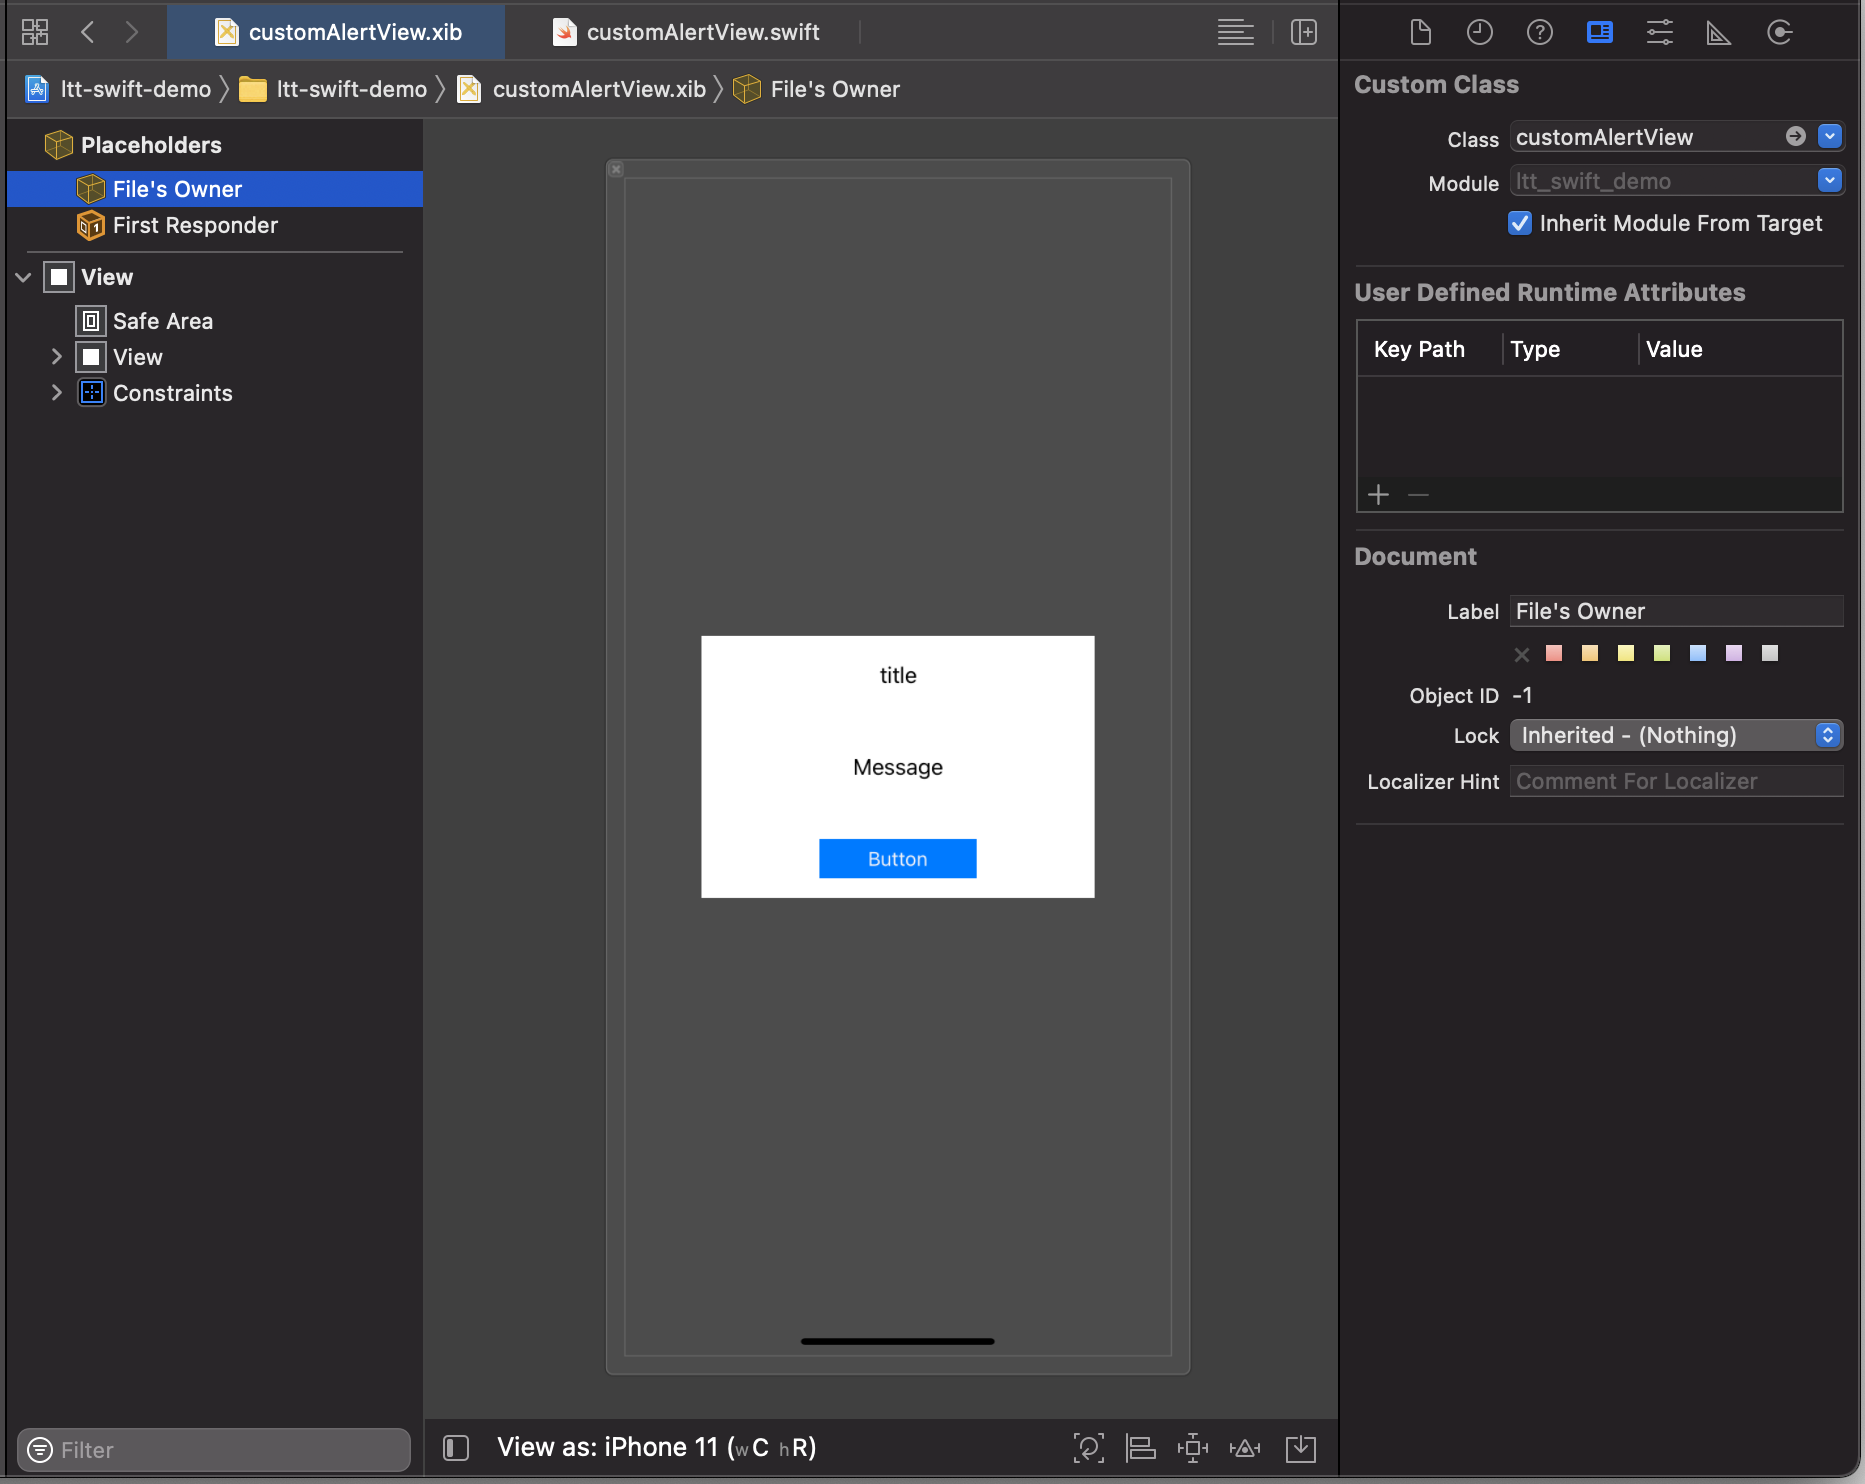 customAlertView.xib
customAlertView.swift
ltt-swift-demo
ltt-swift-demo
customAlertView.xib
File's Owner
Placeholders
File's Owner
First Responder
View
Safe Area
View
Constraints
Filter
title
Message
Button
View as: iPhone 11 (wC hR)
Custom Class
Class customAlertView
Module ltt_swift_demo
Inherit Module From Target
User Defined Runtime Attributes
Key Path Type Value
Document
Label File's Owner
Object ID -1
Lock Inherited - (Nothing)
Localizer Hint Comment For Localizer